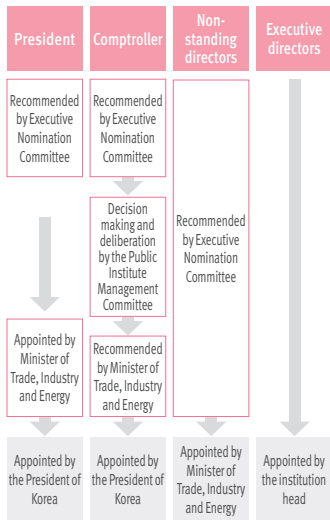 President
Comptroller
Non-
standing
directors
Executive
directors
Recommended
by Executive
Nomination
Committee
Recommended
by Executive
Nomination
Committee
Decision
making and
deliberation
by the Public
Institute
Management
Committee
Recommended
by Executive
Nomination
Committee
Appointed by
Minister of
Trade, Industry
and Energy
Recommended
by Minister of
Trade, Industry
and Energy
Appointed by
the President of
Korea
Appointed by
the President of
Korea
Appointed by
Minister of
Trade, Industry
and Energy
Appointed by
the institution
head